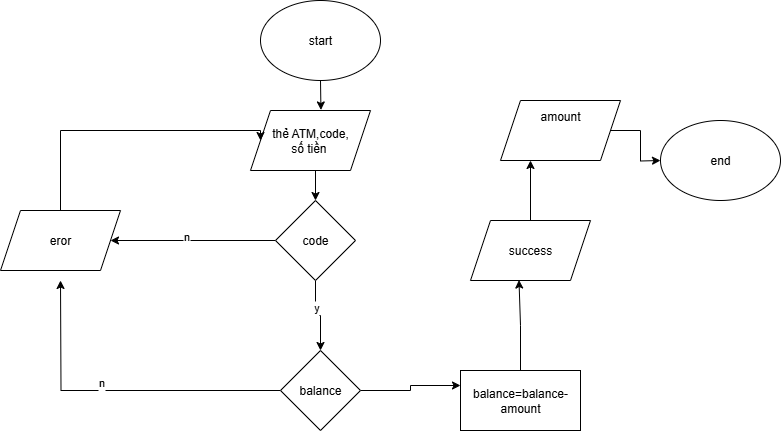 start
thẻ ATM,code,
số tiền
amount
end
eror
n
code
success
y
n
balance
balance=balance-
amount